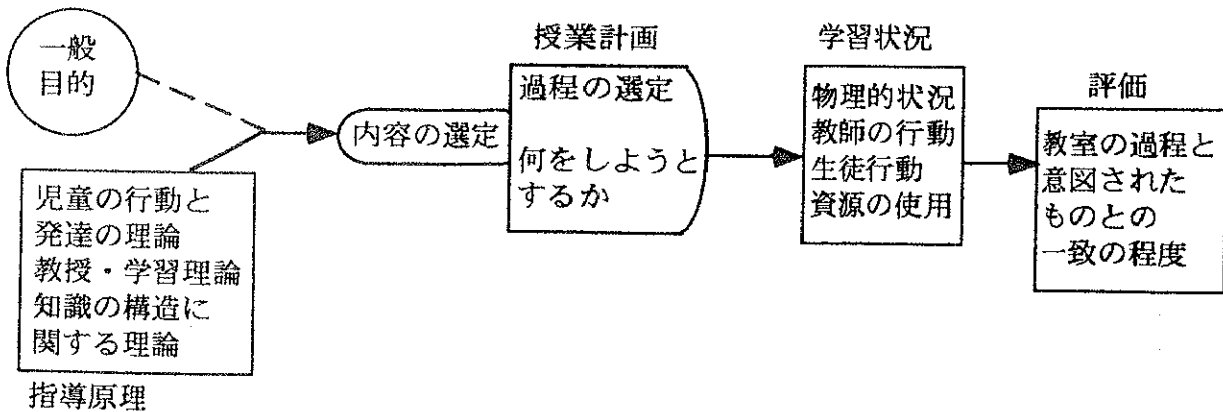 一般
目的
児童の行動と
発達の理論
教授・学習理論
知識の構造に
関する理論
指導原理
内容の選定
授業計画
過程の選定
何をしようと
するか
学習状況
物理的状況
教師の行動
生徒行動
資源の使用
評価
教室の過程と
意図された
ものとの
一致の程度